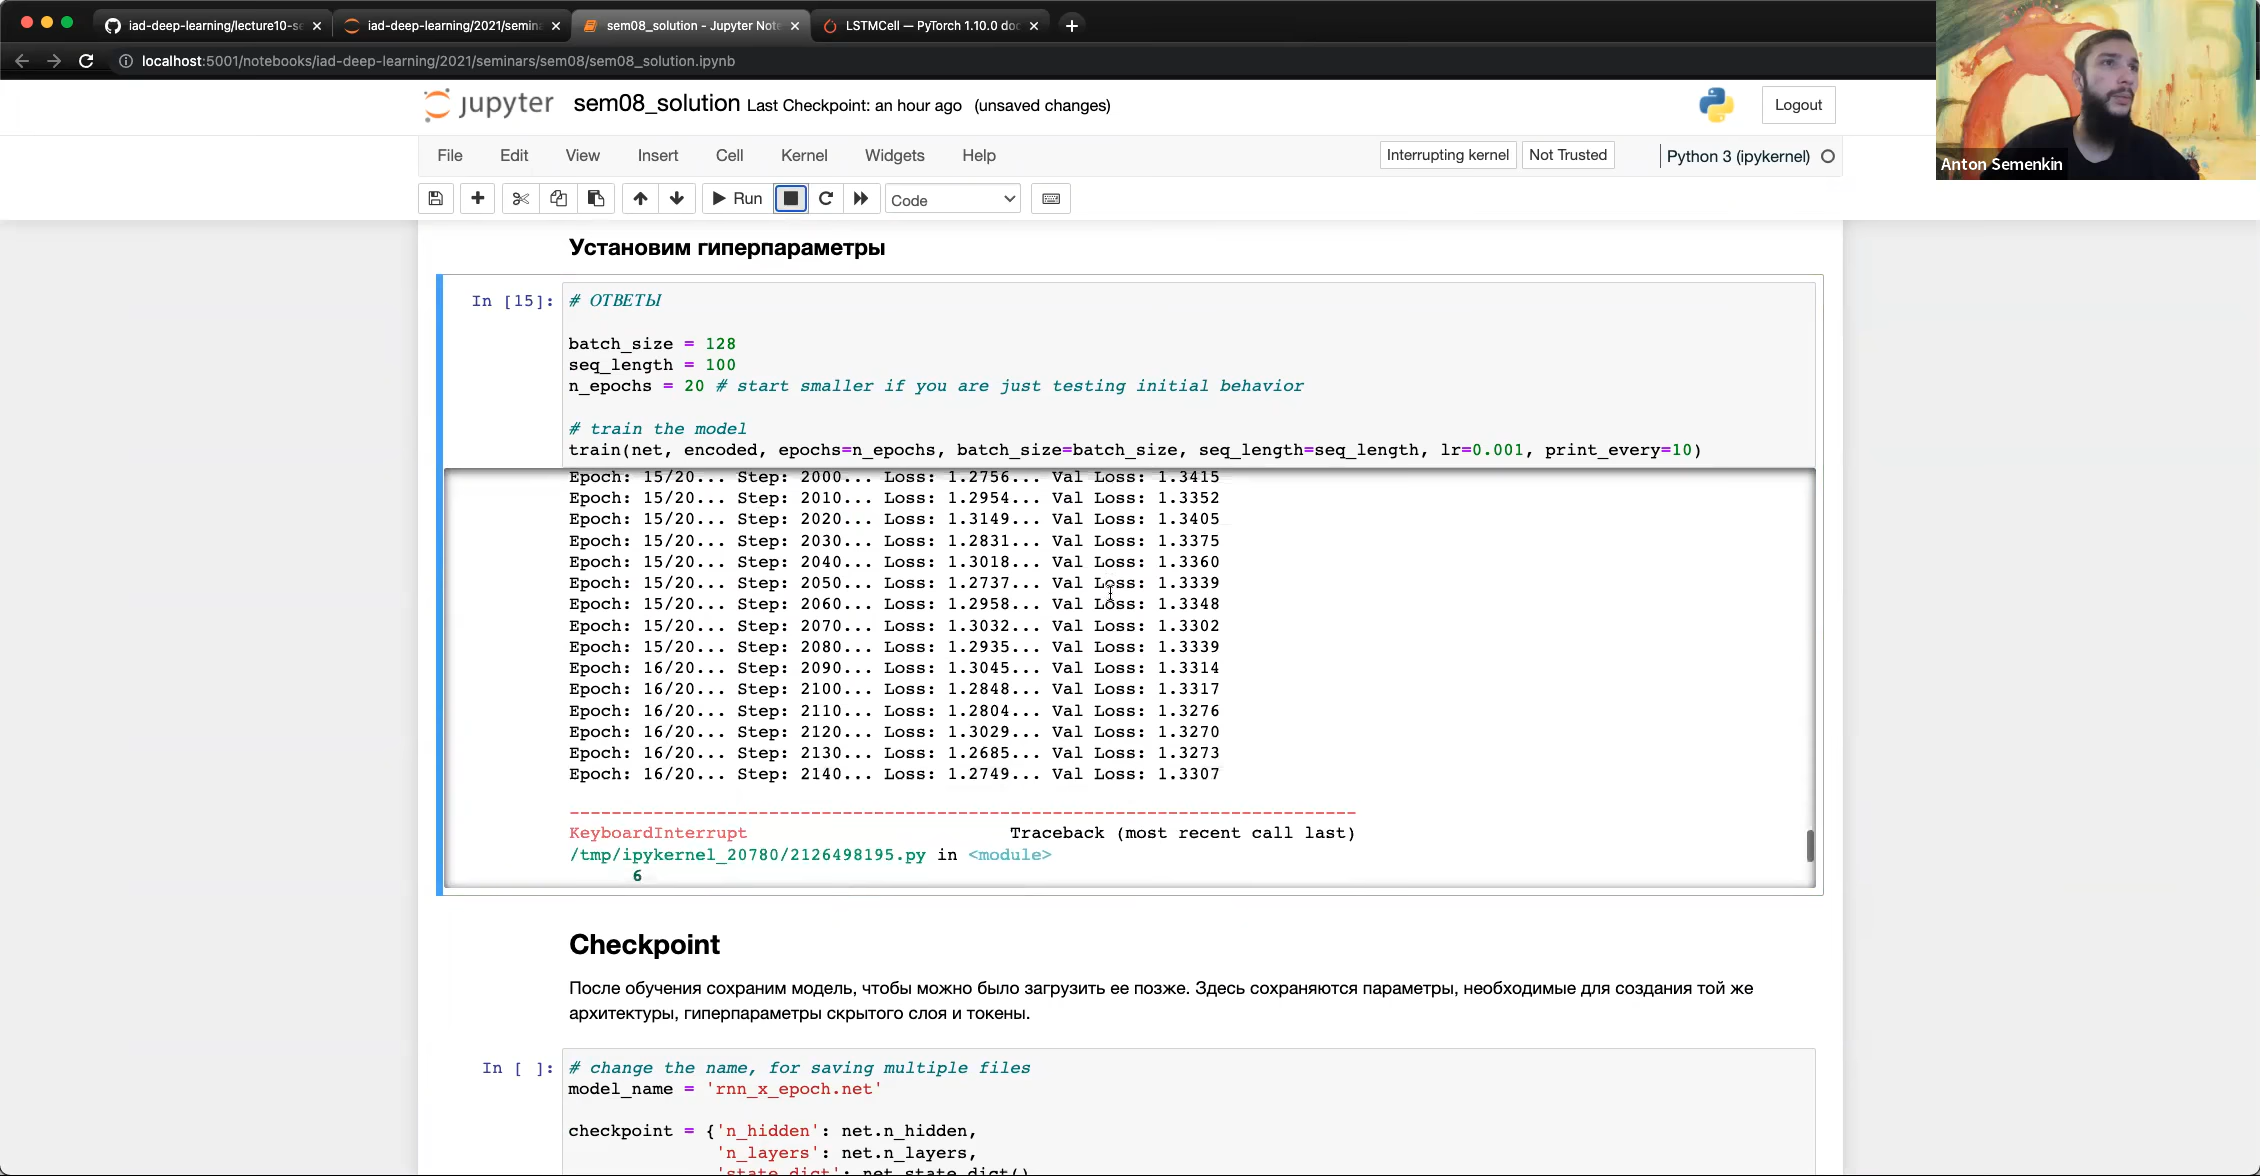 iad-deep-learning/lecture10-se
iad-deep-learning/2021/semina
sem08_solution - Jupyter Note
LSTMCell — PyTorch 1.10.0 doc
localhost:5001/notebooks/iad-deep-learning/2021/seminars/sem08/sem08_solution.ipynb
Anton Semenkin
jupyter sem08_solution Last Checkpoint: an hour ago (unsaved changes)
Logout
File Edit View Insert Cell Kernel Widgets Help
Interrupting kernel Not Trusted Python 3 (ipykernel)
Run Code
Установим гиперпараметры
In [15]: # ОТВЕТЫ
batch_size = 128
seq_length = 100
n_epochs = 20 # start smaller if you are just testing initial behavior
# train the model
train(net, encoded, epochs=n_epochs, batch_size=batch_size, seq_length=seq_length, lr=0.001, print_every=10)
Epoch: 15/20... Step: 2000... Loss: 1.2756... Val Loss: 1.3415
Epoch: 15/20... Step: 2010... Loss: 1.2954... Val Loss: 1.3352
Epoch: 15/20... Step: 2020... Loss: 1.3149... Val Loss: 1.3405
Epoch: 15/20... Step: 2030... Loss: 1.2831... Val Loss: 1.3375
Epoch: 15/20... Step: 2040... Loss: 1.3018... Val Loss: 1.3360
Epoch: 15/20... Step: 2050... Loss: 1.2737... Val Loss: 1.3339
Epoch: 15/20... Step: 2060... Loss: 1.2958... Val Loss: 1.3348
Epoch: 15/20... Step: 2070... Loss: 1.3032... Val Loss: 1.3302
Epoch: 15/20... Step: 2080... Loss: 1.2935... Val Loss: 1.3339
Epoch: 16/20... Step: 2090... Loss: 1.3045... Val Loss: 1.3314
Epoch: 16/20... Step: 2100... Loss: 1.2848... Val Loss: 1.3317
Epoch: 16/20... Step: 2110... Loss: 1.2804... Val Loss: 1.3276
Epoch: 16/20... Step: 2120... Loss: 1.3029... Val Loss: 1.3270
Epoch: 16/20... Step: 2130... Loss: 1.2685... Val Loss: 1.3273
Epoch: 16/20... Step: 2140... Loss: 1.2749... Val Loss: 1.3307
---------------------------------------------------------------------------
KeyboardInterrupt Traceback (most recent call last)
/tmp/ipykernel_20780/2126498195.py in <module>
6
Checkpoint
После обучения сохраним модель, чтобы можно было загрузить ее позже. Здесь сохраняются параметры, необходимые для создания той же
архитектуры, гиперпараметры скрытого слоя и токены.
In [ ]: # change the name, for saving multiple files
model_name = 'rnn_x_epoch.net'
checkpoint = {'n_hidden': net.n_hidden,
'n_layers': net.n_layers,
'state_dict': net.state_dict(),